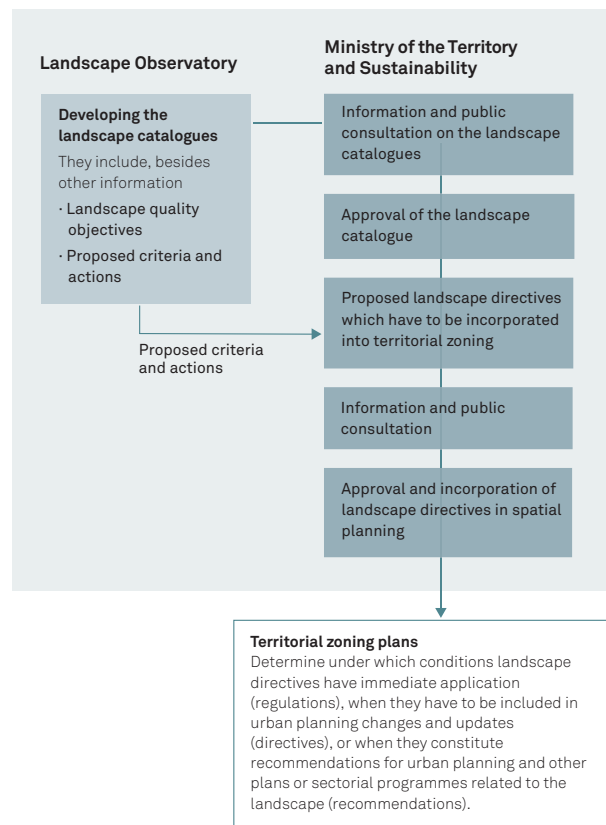 Landscape Observatory
Developing the
landscape catalogues
They include, besides
other information
· Landscape quality
objectives
· Proposed criteria and
actions
Proposed criteria
and actions
Ministry of the Territory
and Sustainability
Information and public
consultation on the landscape
catalogues
Approval of the landscape
catalogue
Proposed landscape directives
which have to be incorporated
into territorial zoning
Information and public
consultation
Approval and incorporation of
landscape directives in spatial
planning
Territorial zoning plans
Determine under which conditions landscape
directives have immediate application
(regulations), when they have to be included in
urban planning changes and updates
(directives), or when they constitute
recommendations for urban planning and other
plans or sectorial programmes related to the
landscape (recommendations).